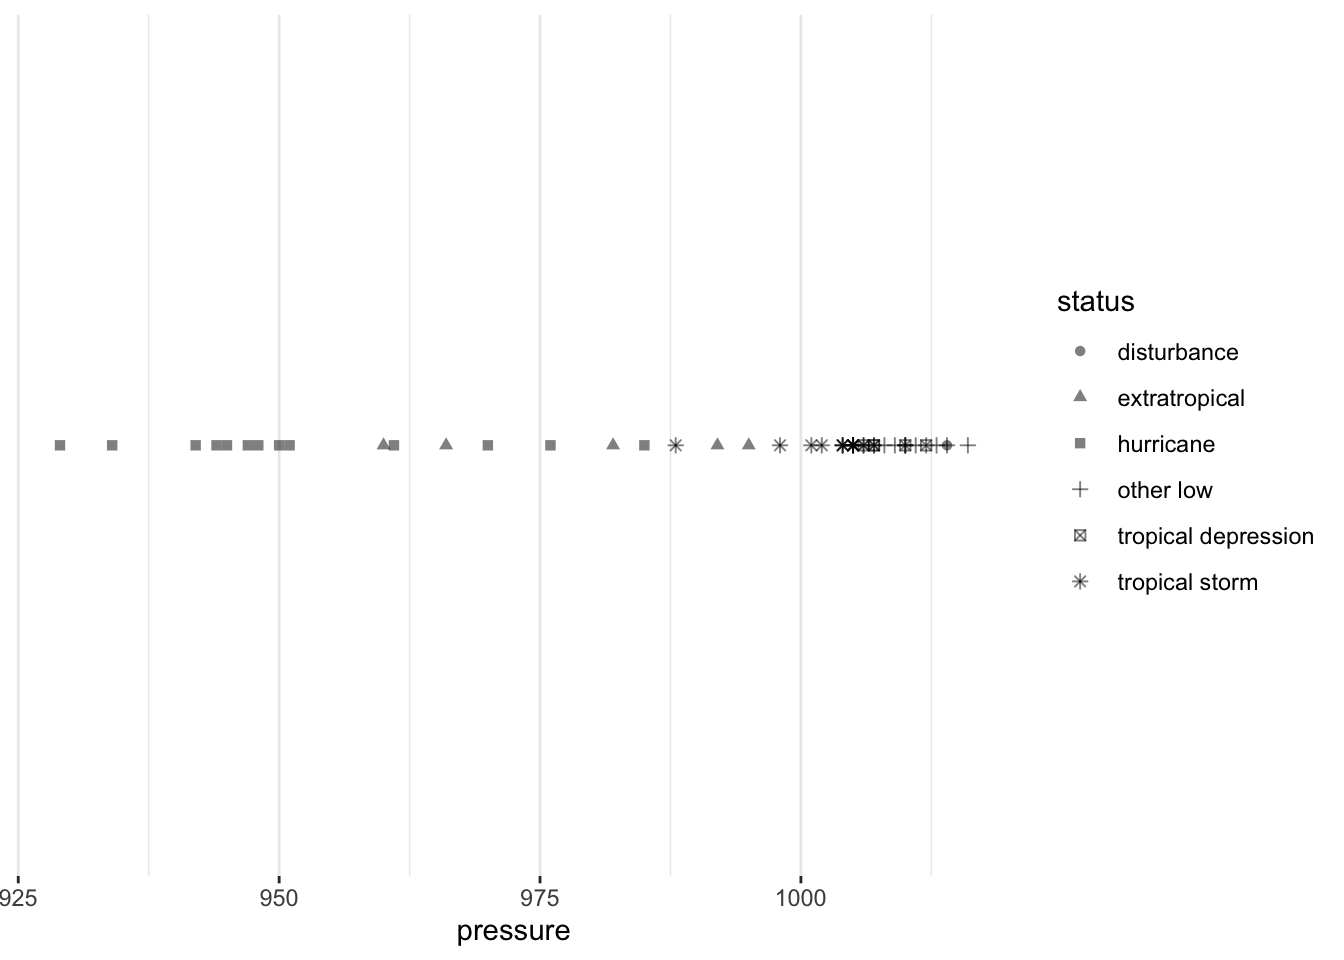 status
disturbance
extratropical
hurricane
other low
tropical depression
tropical storm
925 950 975 1000
pressure